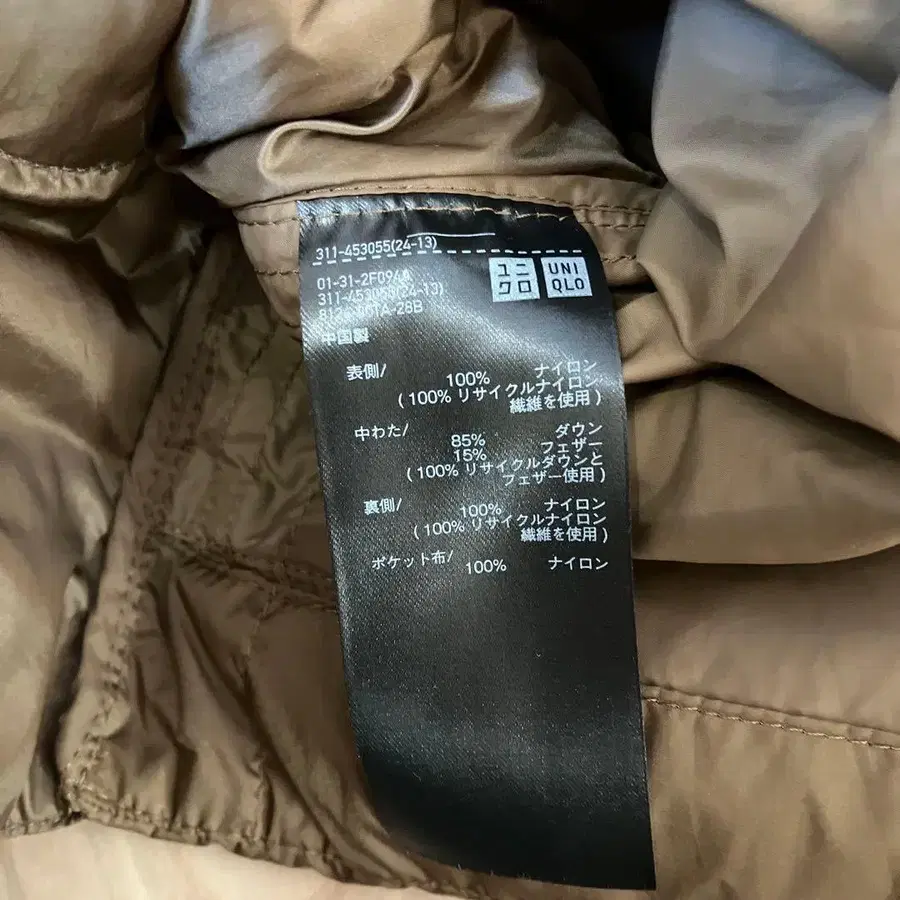 311-453055(24-13)
ユニ
クロ
UNI
QLO
01-31-2F094A
311-453055(24-13)
-28B
中国製
表側/ 100% ナイロン
(100% リサイクルナイロン
繊維を使用)
中わた/ 85% ダウン
15% フェザー
(100% リサイクルダウンと
フェザー使用)
裏側/ 100% ナイロン
(100% リサイクルナイロン
繊維を使用)
ポケット布/ 100% ナイロン